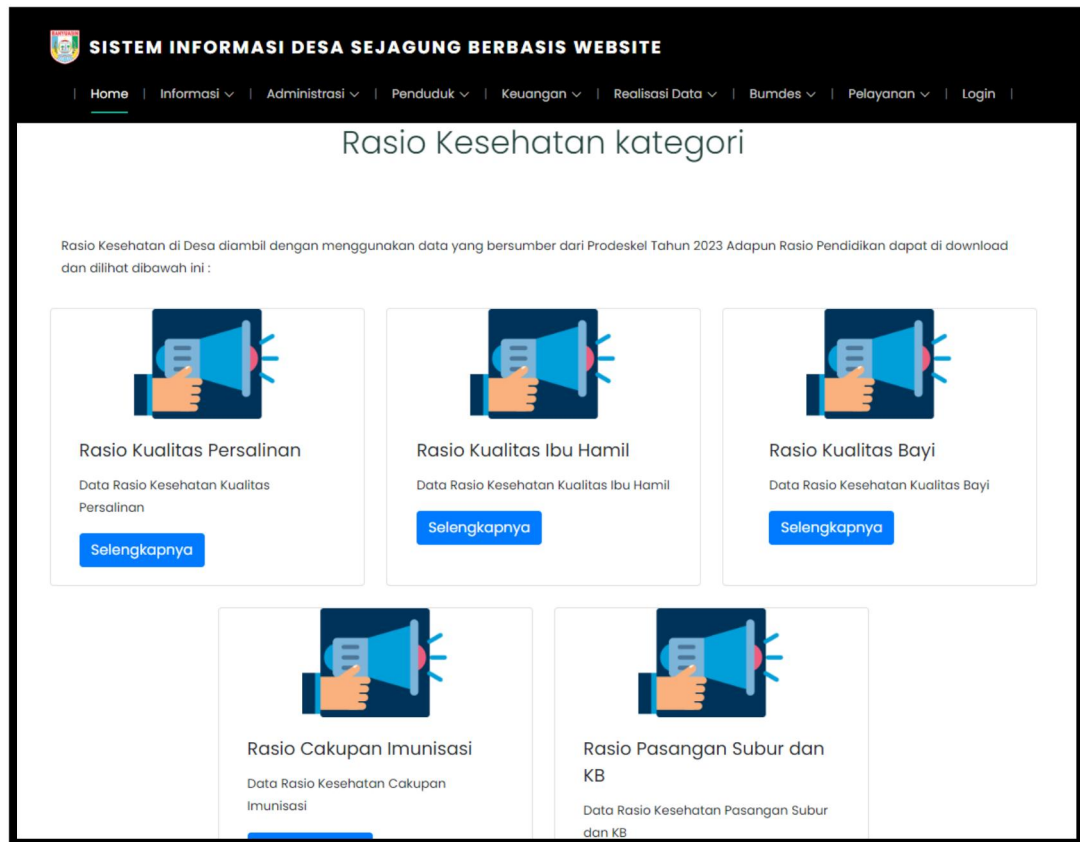 SISTEM INFORMASI DESA SEJAGUNG BERBASIS WEBSITE
| Home | Informasi | Administrasi | Penduduk | Keuangan | Realisasi Data | Bumdes | Pelayanan | Login |
Rasio Kesehatan kategori
Rasio Kesehatan di Desa diambil dengan menggunakan data yang bersumber dari Prodeskel Tahun 2023 Adapun Rasio Pendidikan dapat di download
dan dilihat dibawah ini :
Rasio Kualitas Persalinan
Data Rasio Kesehatan Kualitas
Persalinan
Selengkapnya
Rasio Kualitas Ibu Hamil
Data Rasio Kesehatan Kualitas Ibu Hamil
Selengkapnya
Rasio Kualitas Bayi
Data Rasio Kesehatan Kualitas Bayi
Selengkapnya
Rasio Cakupan Imunisasi
Data Rasio Kesehatan Cakupan
Imunisasi
Rasio Pasangan Subur dan
KB
Data Rasio Kesehatan Pasangan Subur
dan KB